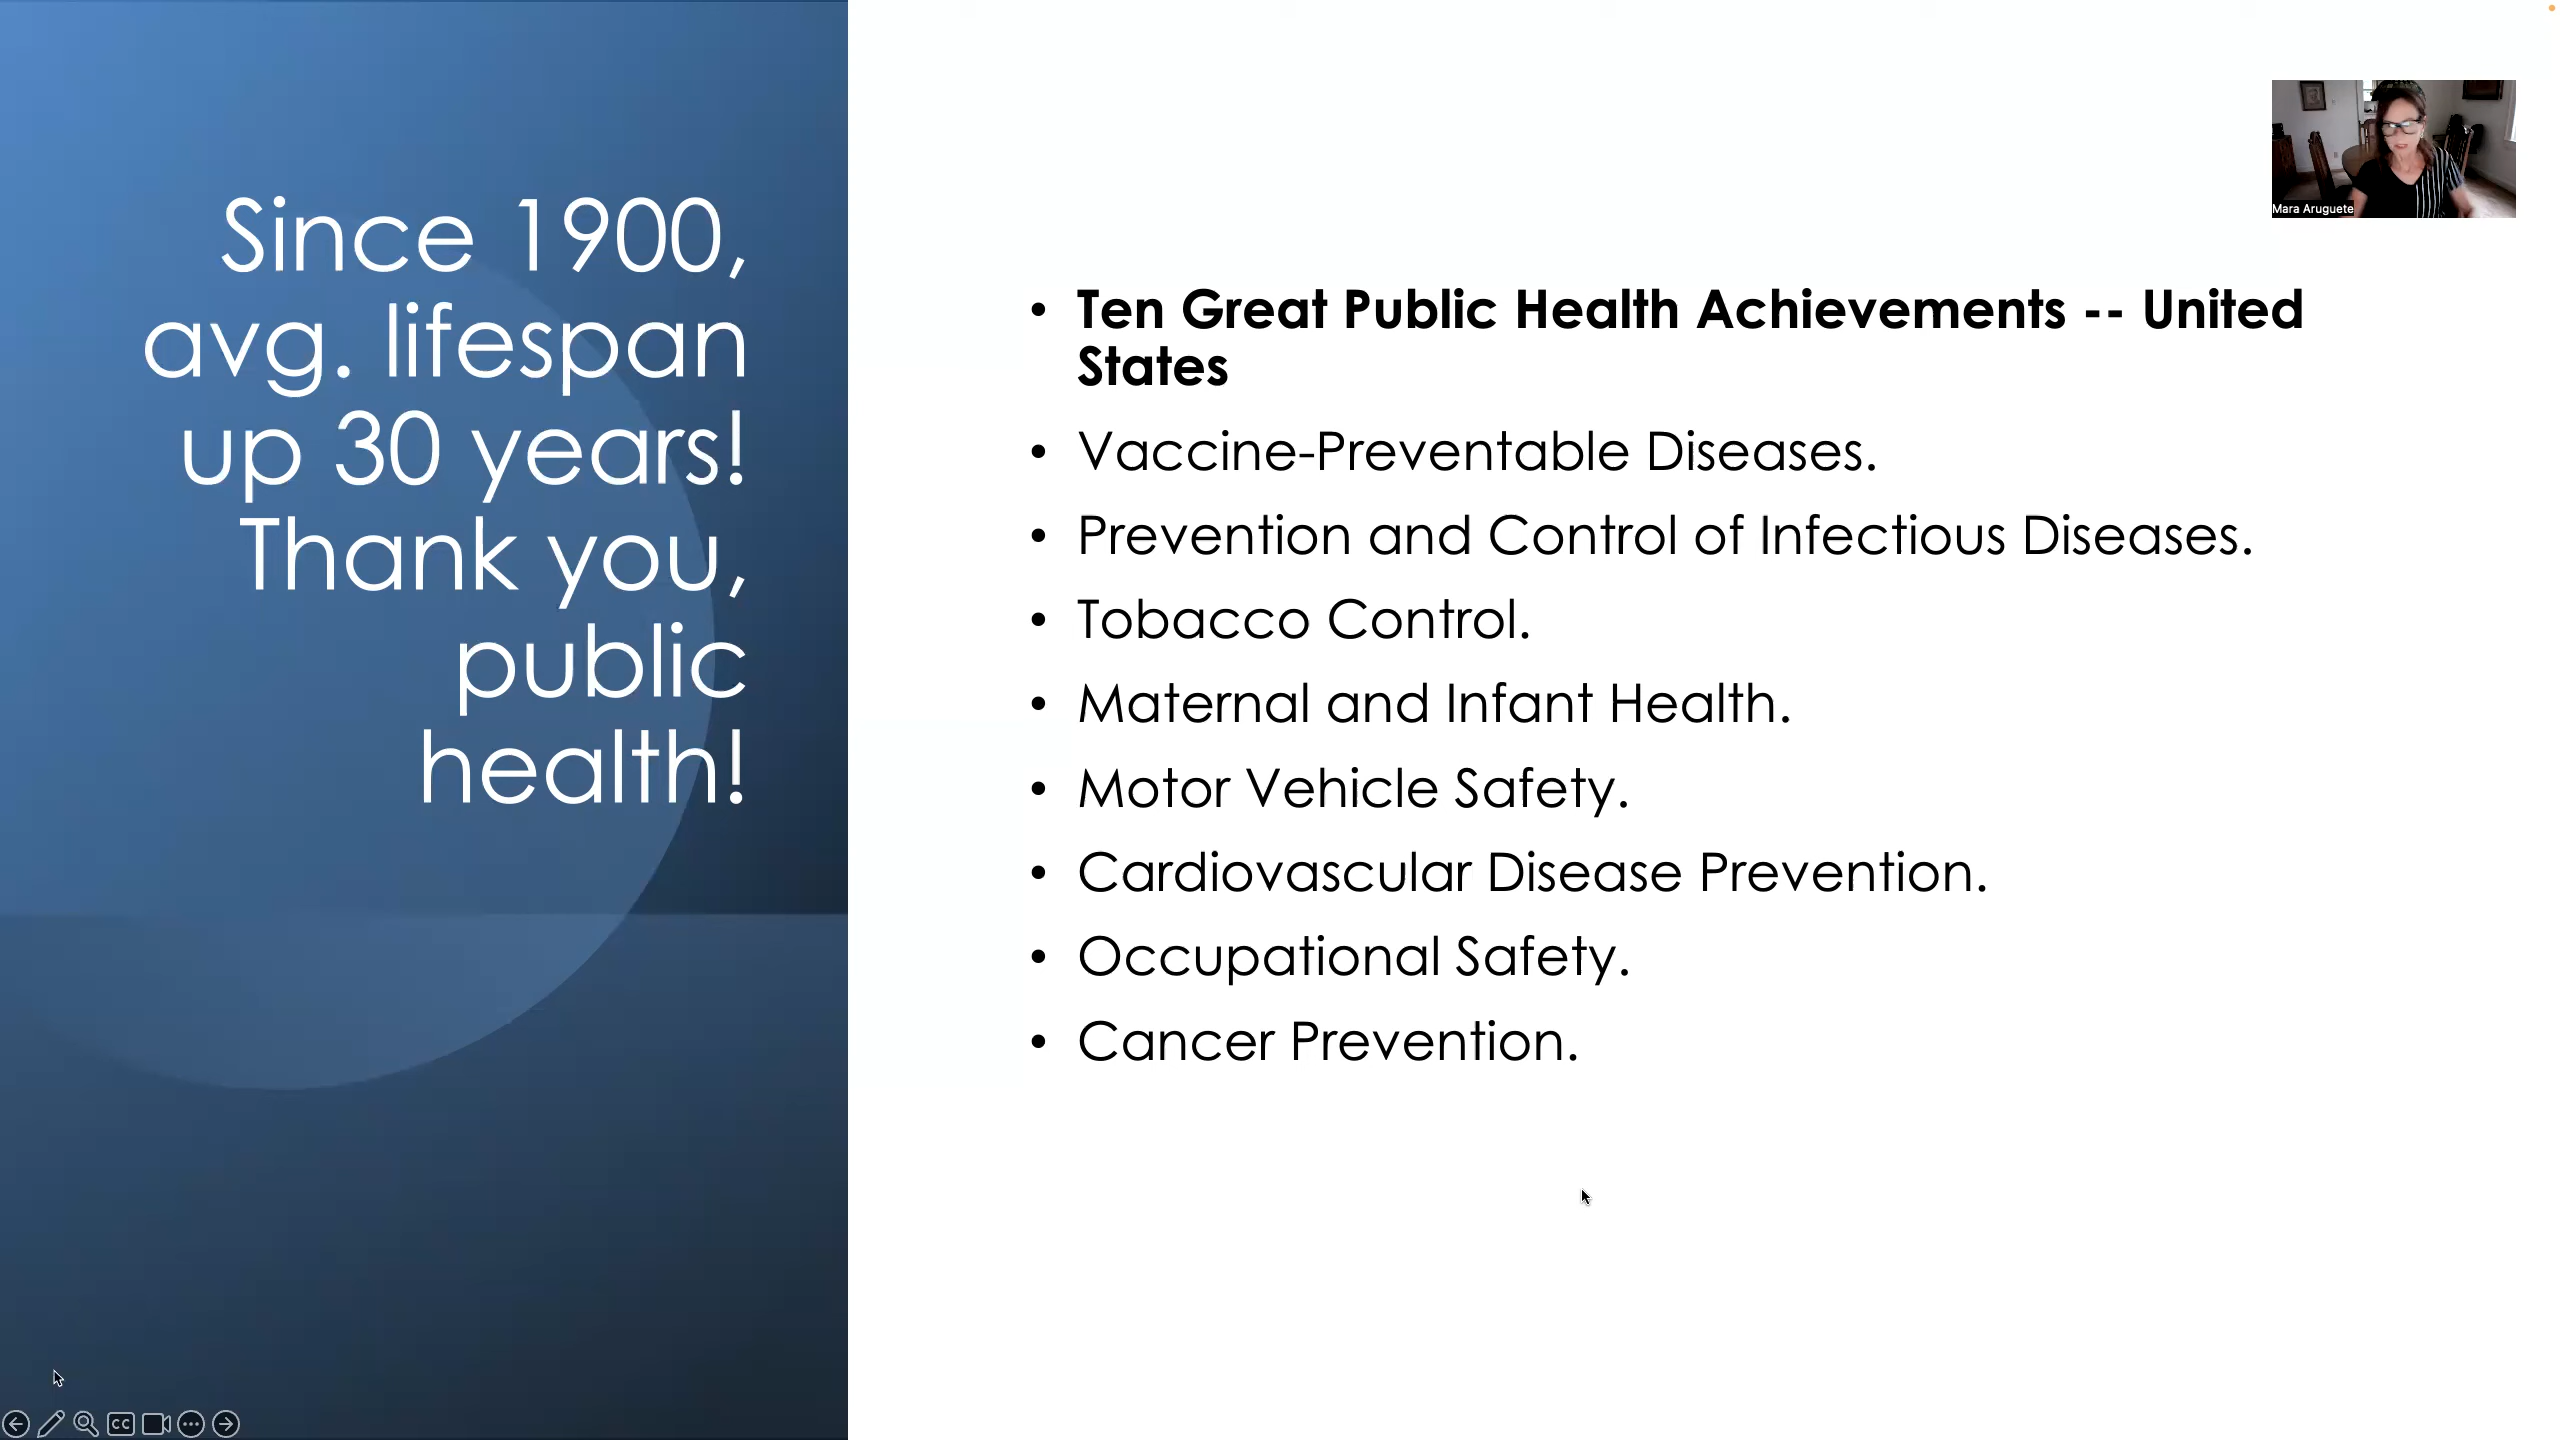 Since 1900,
avg. lifespan
up 30 years!
Thank you,
public
health!
Mara Aruguete
• Ten Great Public Health Achievements -- United
States
• Vaccine-Preventable Diseases.
• Prevention and Control of Infectious Diseases.
• Tobacco Control.
• Maternal and Infant Health.
• Motor Vehicle Safety.
• Cardiovascular Disease Prevention.
• Occupational Safety.
• Cancer Prevention.
CC